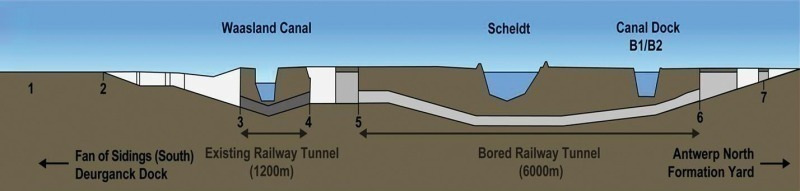 Waasland Canal
Scheldt
Canal Dock
B1/B2
1
2
3
4
5
6
7
Fan of Sidings (South)
Deurganck Dock
Existing Railway Tunnel
(1200m)
Bored Railway Tunnel
(6000m)
Antwerp North
Formation Yard